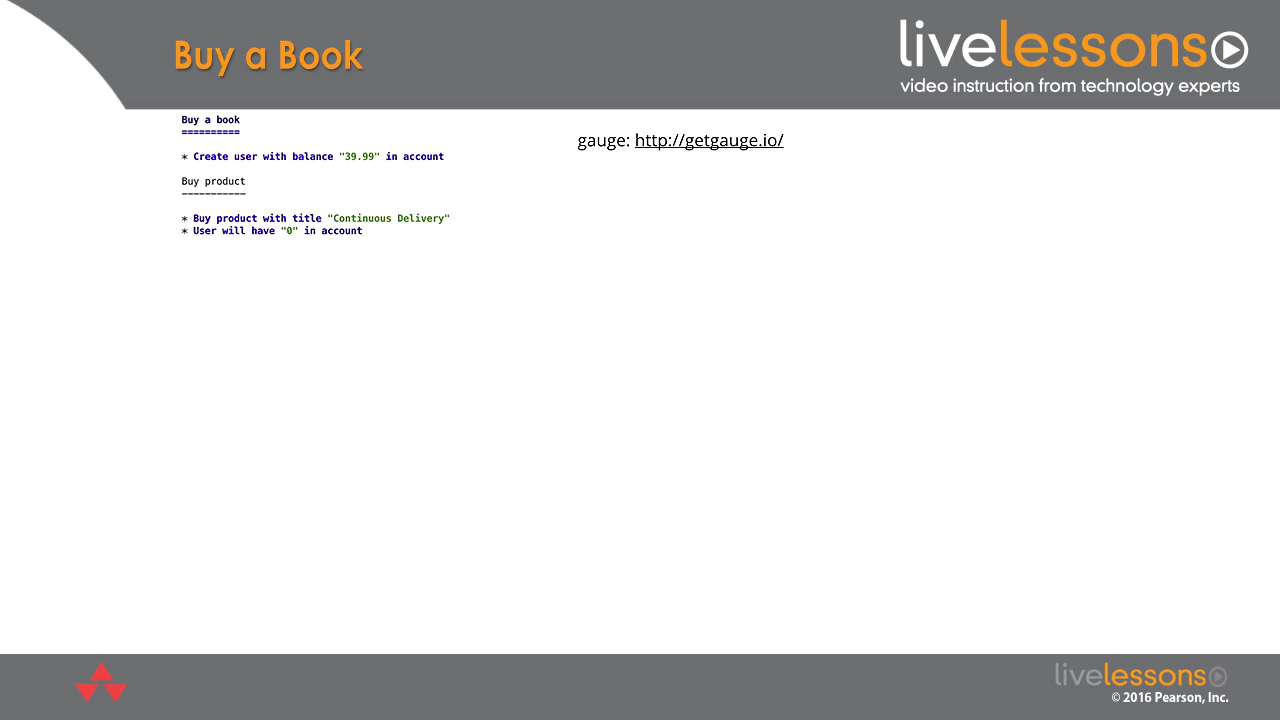 Buy a Book
livelessons
video instruction from technology experts
Buy a book
==========
* Create user with balance "39.99" in account
Buy product
-----------
* Buy product with title "Continuous Delivery"
* User will have "0" in account
gauge: http://getgauge.io/
livelessons
© 2016 Pearson, Inc.